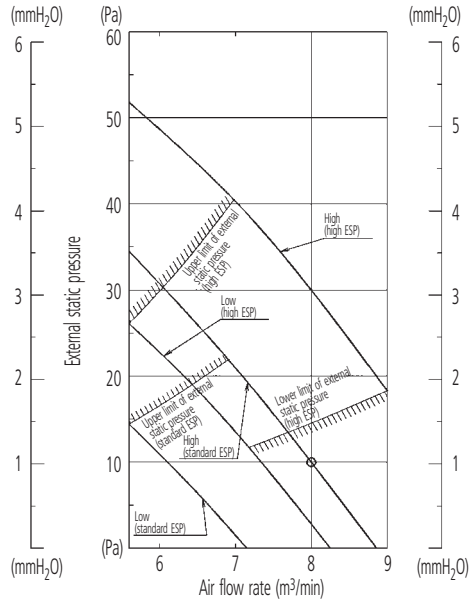 (mmH2O)
(Pa)
(mmH2O)
6
60
6
5
50
5
4
40
4
3
30
3
2
20
2
1
10
1
(Pa)
(mmH2O)
(mmH2O)
6
7
8
9
Air flow rate (m³/min)
External static pressure
High
(high ESP)
Upper limit of external
static pressure
(high ESP)
Low
(high ESP)
Upper limit of external
static pressure
(standard ESP)
High
(standard ESP)
Lower limit of external
static pressure
(high ESP)
Low
(standard ESP)